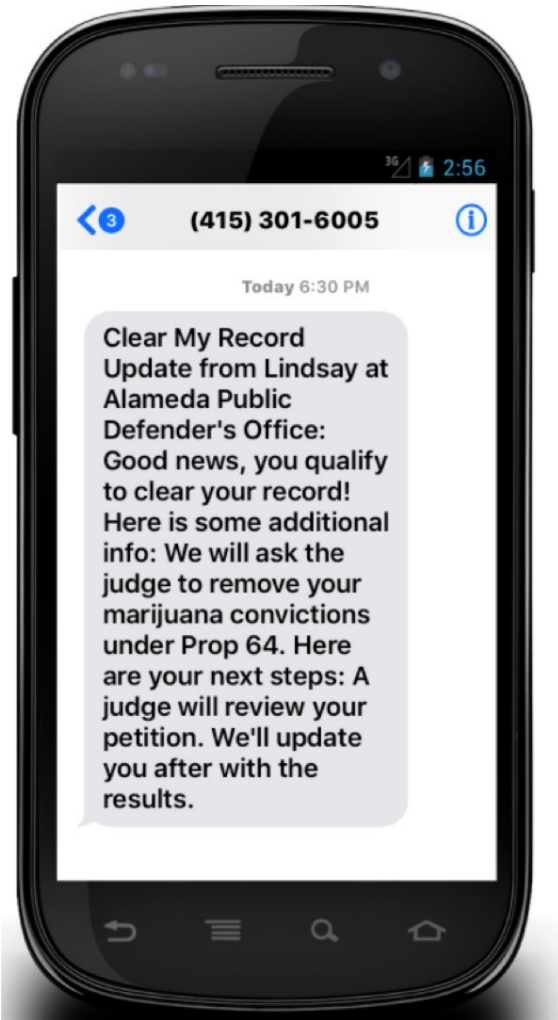 3G 2:56
3 (415) 301-6005 i
Today 6:30 PM
Clear My Record
Update from Lindsay at
Alameda Public
Defender's Office:
Good news, you qualify
to clear your record!
Here is some additional
info: We will ask the
judge to remove your
marijuana convictions
under Prop 64. Here
are your next steps: A
judge will review your
petition. We'll update
you after with the
results.